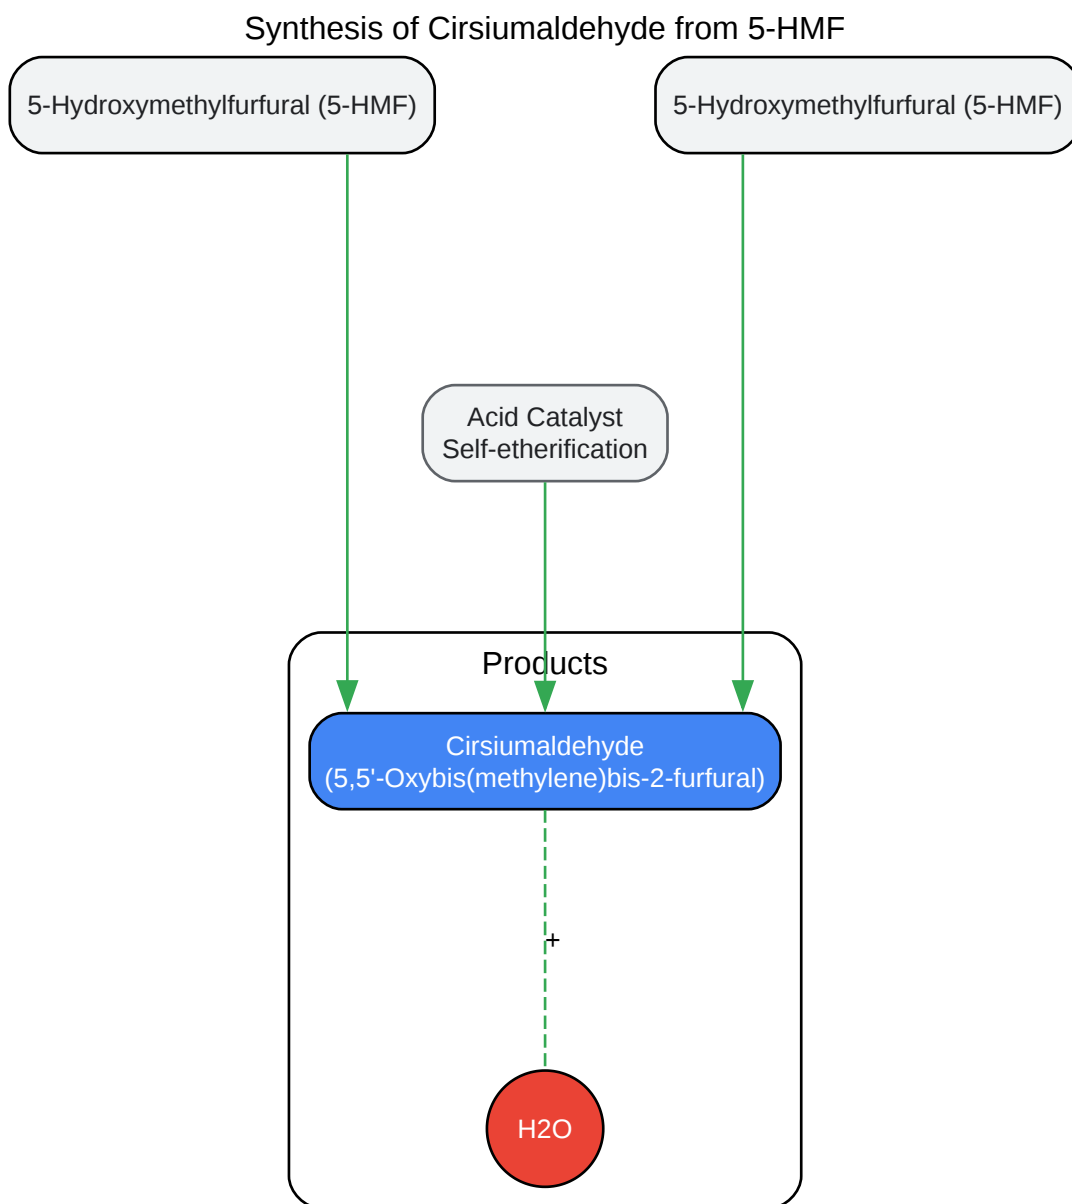 Synthesis of Cirsiumaldehyde from 5-HMF
5-Hydroxymethylfurfural (5-HMF)
5-Hydroxymethylfurfural (5-HMF)
Acid Catalyst
Self-etherification
Products
Cirsiumaldehyde
(5,5'-Oxybis(methylene)bis-2-furfural)
+
H2O